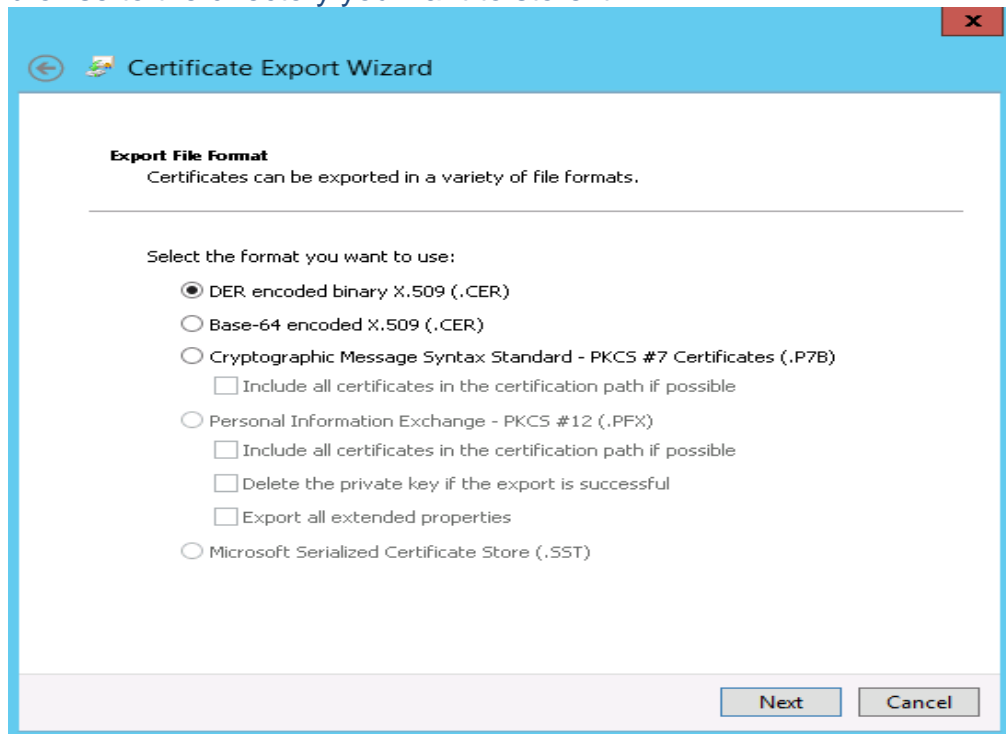 Certificate Export Wizard
Export File Format
Certificates can be exported in a variety of file formats.
Select the format you want to use:
DER encoded binary X.509 (.CER)
Base-64 encoded X.509 (.CER)
Cryptographic Message Syntax Standard - PKCS #7 Certificates (.P7B)
Include all certificates in the certification path if possible
Personal Information Exchange - PKCS #12 (.PFX)
Include all certificates in the certification path if possible
Delete the private key if the export is successful
Export all extended properties
Microsoft Serialized Certificate Store (.SST)
Next Cancel